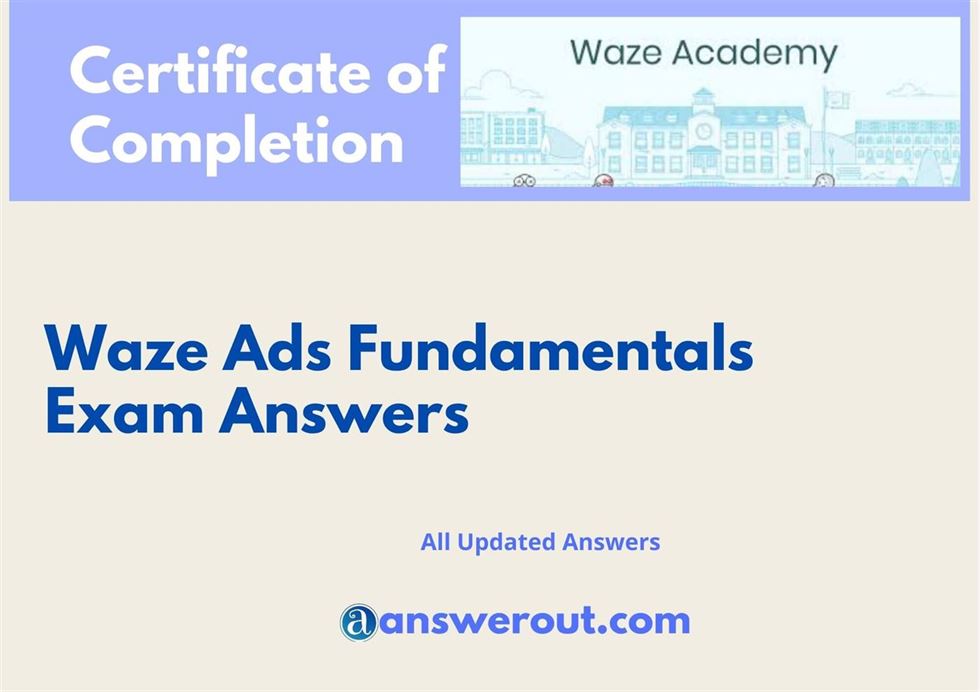 Certificate of
Completion
Waze Academy
Waze Ads Fundamentals
Exam Answers
All Updated Answers
a answerout.com